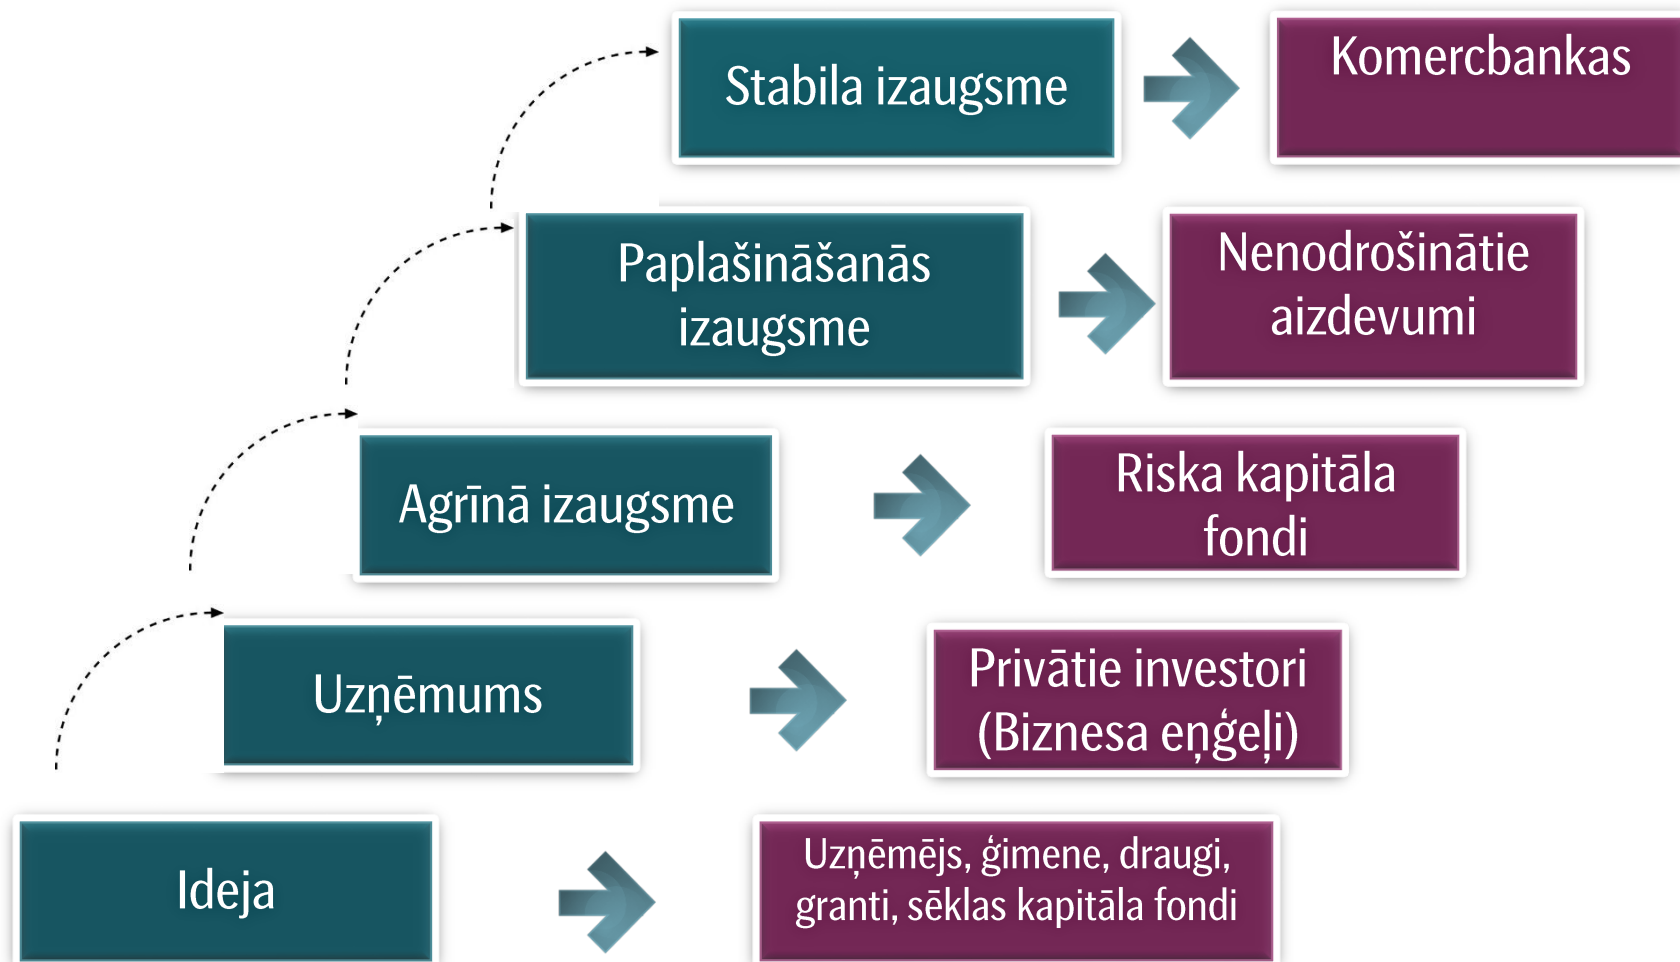 Stabila izaugsme
Komercbankas
Paplašināšanās
izaugsme
Nenodrošinātie
aizdevumi
Agrīnā izaugsme
Riska kapitāla
fondi
Uzņēmums
Privātie investori
(Biznesa eņģeļi)
Ideja
Uzņēmējs, ģimene, draugi,
granti, sēklas kapitāla fondi